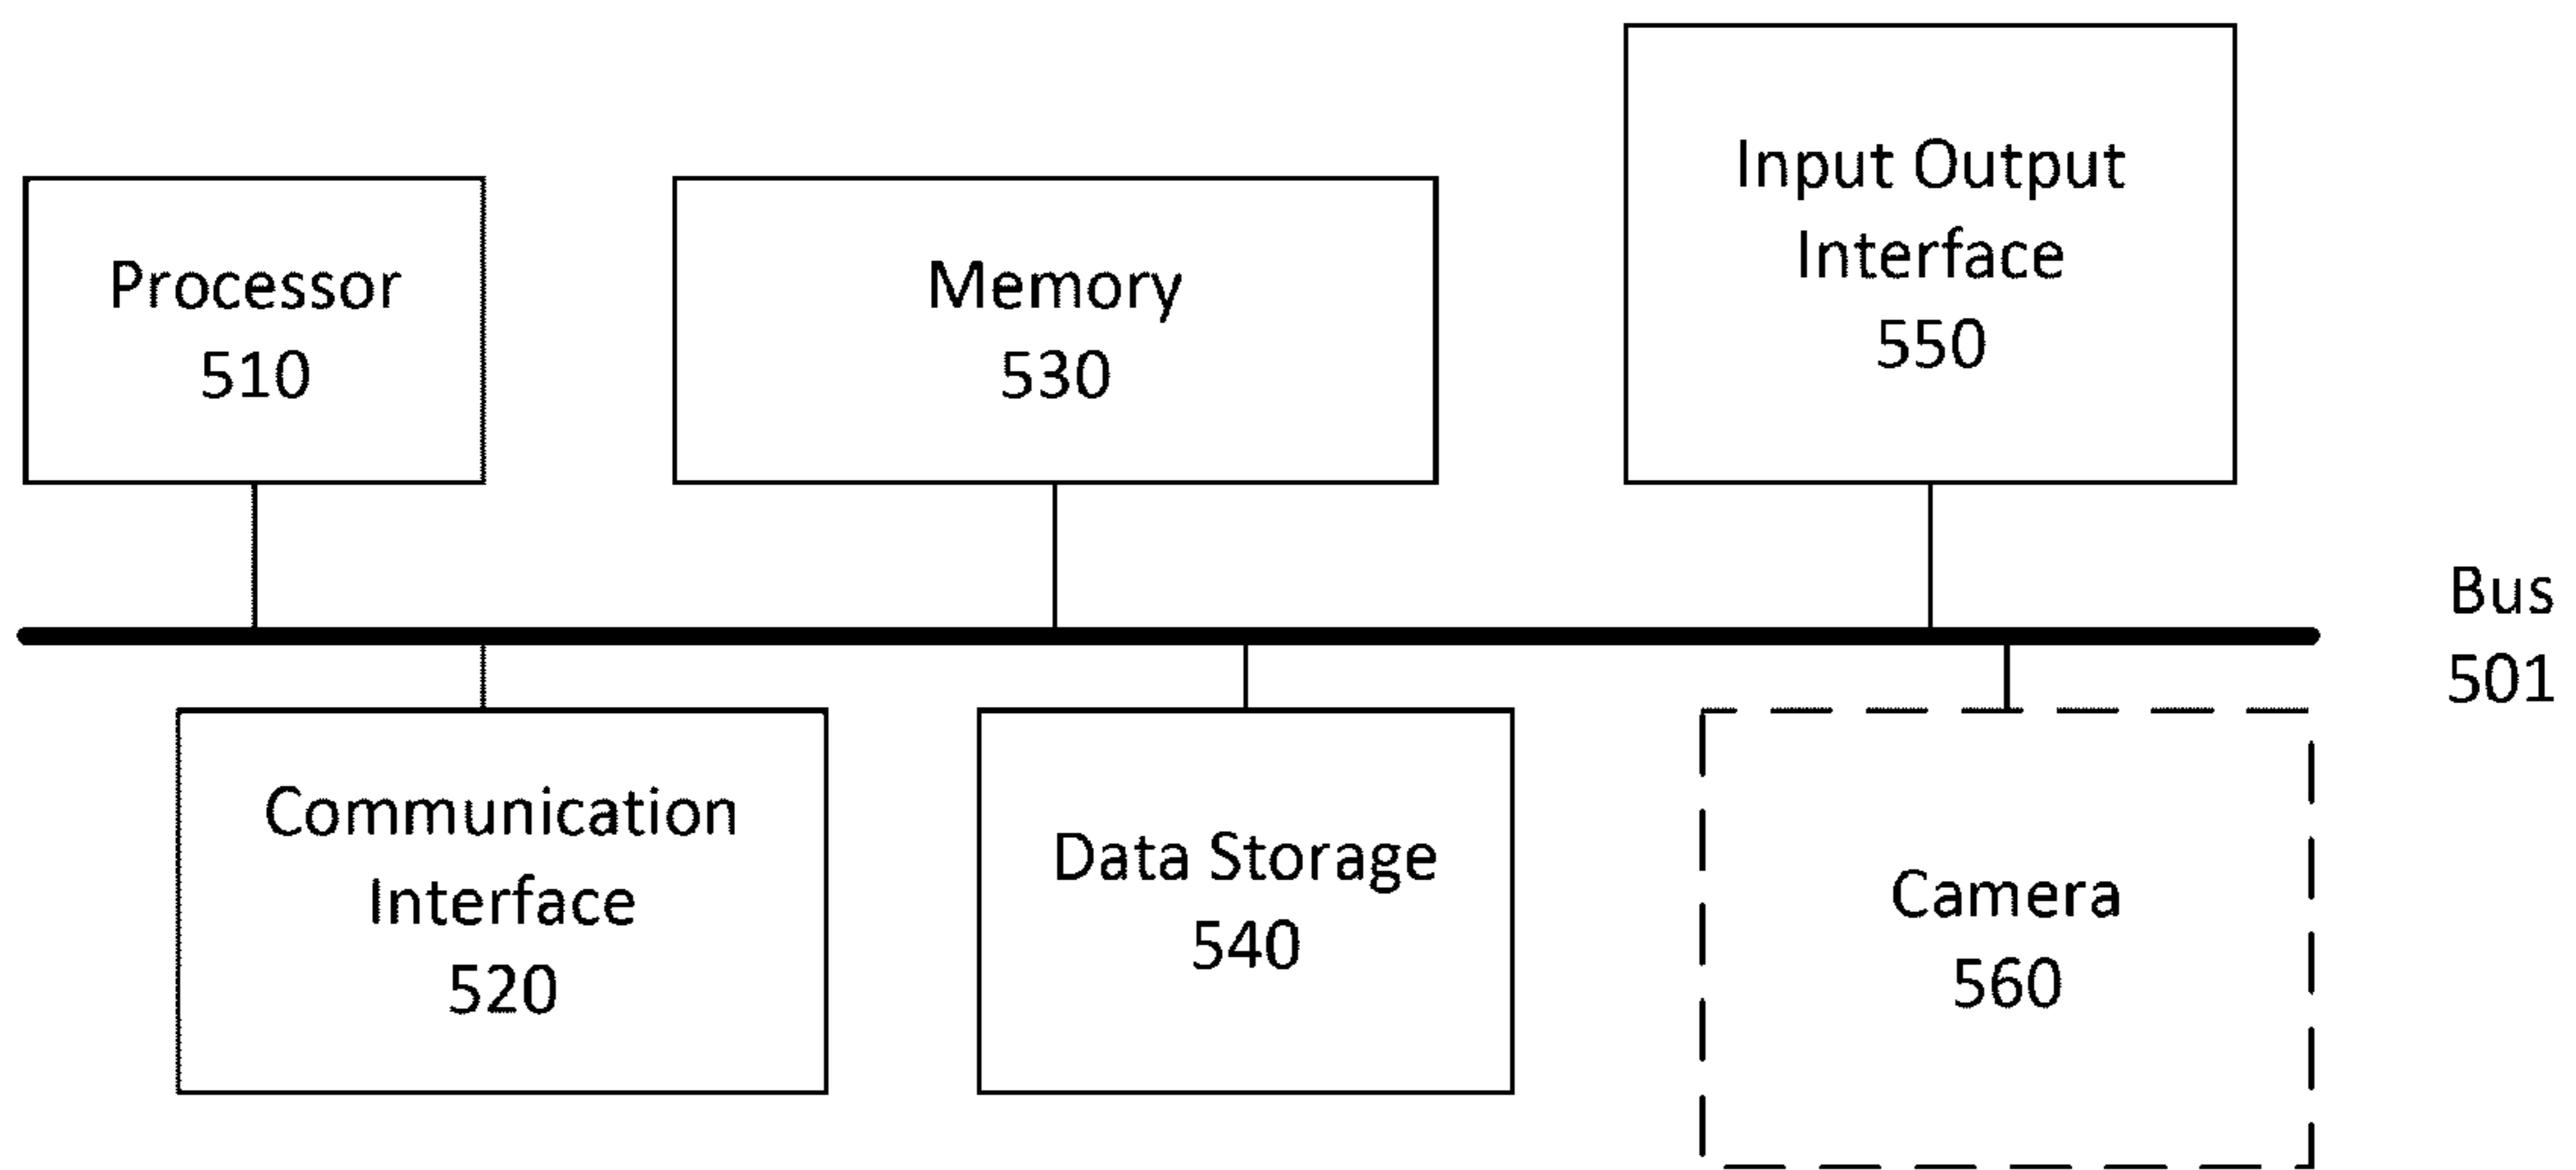 Processor
510
Memory
530
Input Output
Interface
550
Bus
501
Communication
Interface
520
Data Storage
540
Camera
560